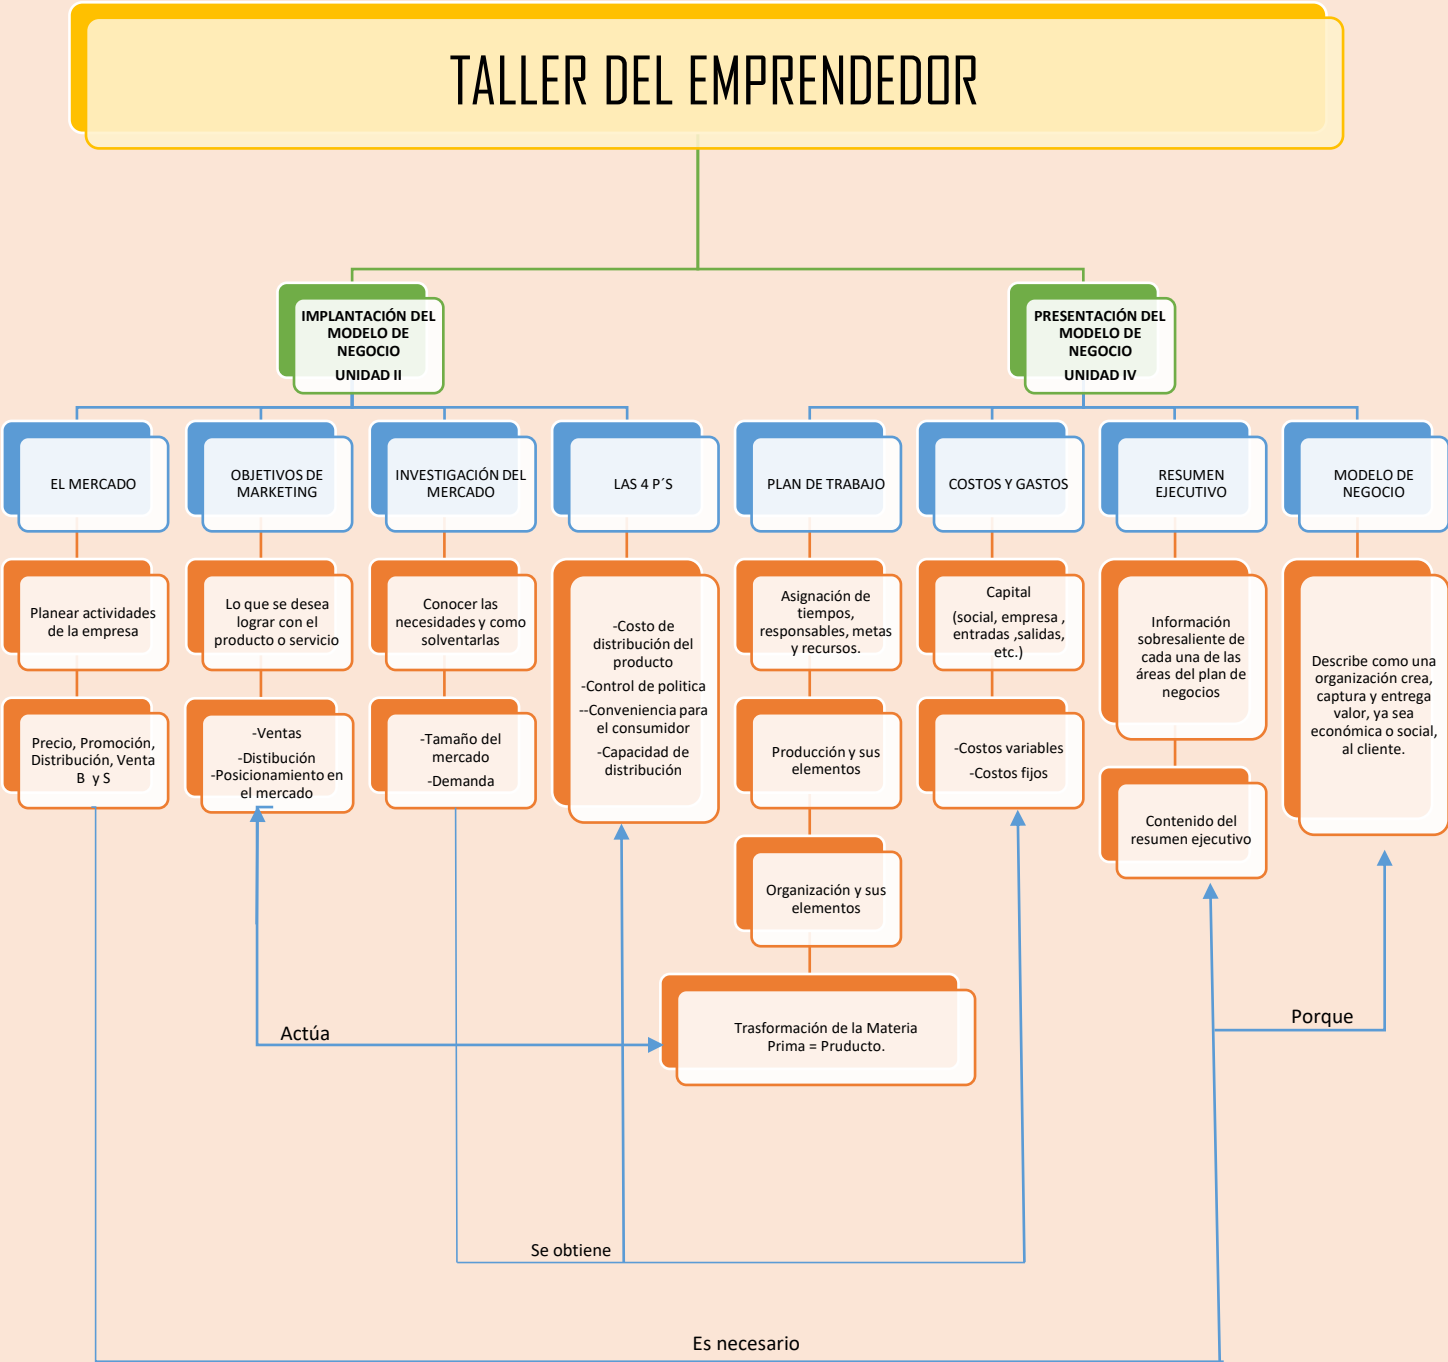 TALLER DEL EMPRENDEDOR
IMPLANTACIÓN DEL
MODELO DE
NEGOCIO
UNIDAD II
PRESENTACIÓN DEL
MODELO DE
NEGOCIO
UNIDAD IV
EL MERCADO
OBJETIVOS DE
MARKETING
INVESTIGACIÓN DEL
MERCADO
LAS 4 P´S
PLAN DE TRABAJO
COSTOS Y GASTOS
RESUMEN
EJECUTIVO
MODELO DE
NEGOCIO
Planear actividades
de la empresa
Lo que se desea
lograr con el
producto o servicio
Conocer las
necesidades y como
solventarlas
-Costo de
distribución del
producto
-Control de politica
--Conveniencia para
el consumidor
-Capacidad de
distribución
Asignación de
tiempos,
responsables, metas
y recursos.
Capital
(social, empresa ,
entradas ,salidas,
etc.)
Información
sobresaliente de
cada una de las
áreas del plan de
negocios
Describe como una
organización crea,
captura y entrega
valor, ya sea
económica o social,
al cliente.
Precio, Promoción,
Distribución, Venta
B y S
-Ventas
-Distibución
-Posicionamiento en
el mercado
-Tamaño del
mercado
-Demanda
Producción y sus
elementos
-Costos variables
-Costos fijos
Contenido del
resumen ejecutivo
Organización y sus
elementos
Trasformación de la Materia
Prima = Pruducto.
Actúa
Porque
Se obtiene
Es necesario